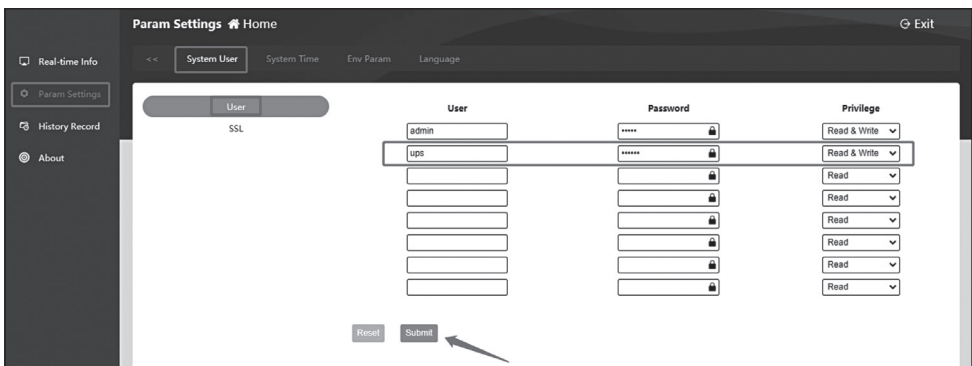 Param Settings Home
Exit
Real-time Info
Param Settings
History Record
About
<< System User System Time Env Param Language
User
SSL
User Password Privilege
admin ••••• Read & Write
ups •••••• Read & Write
Read
Read
Read
Read
Read
Read
Reset Submit